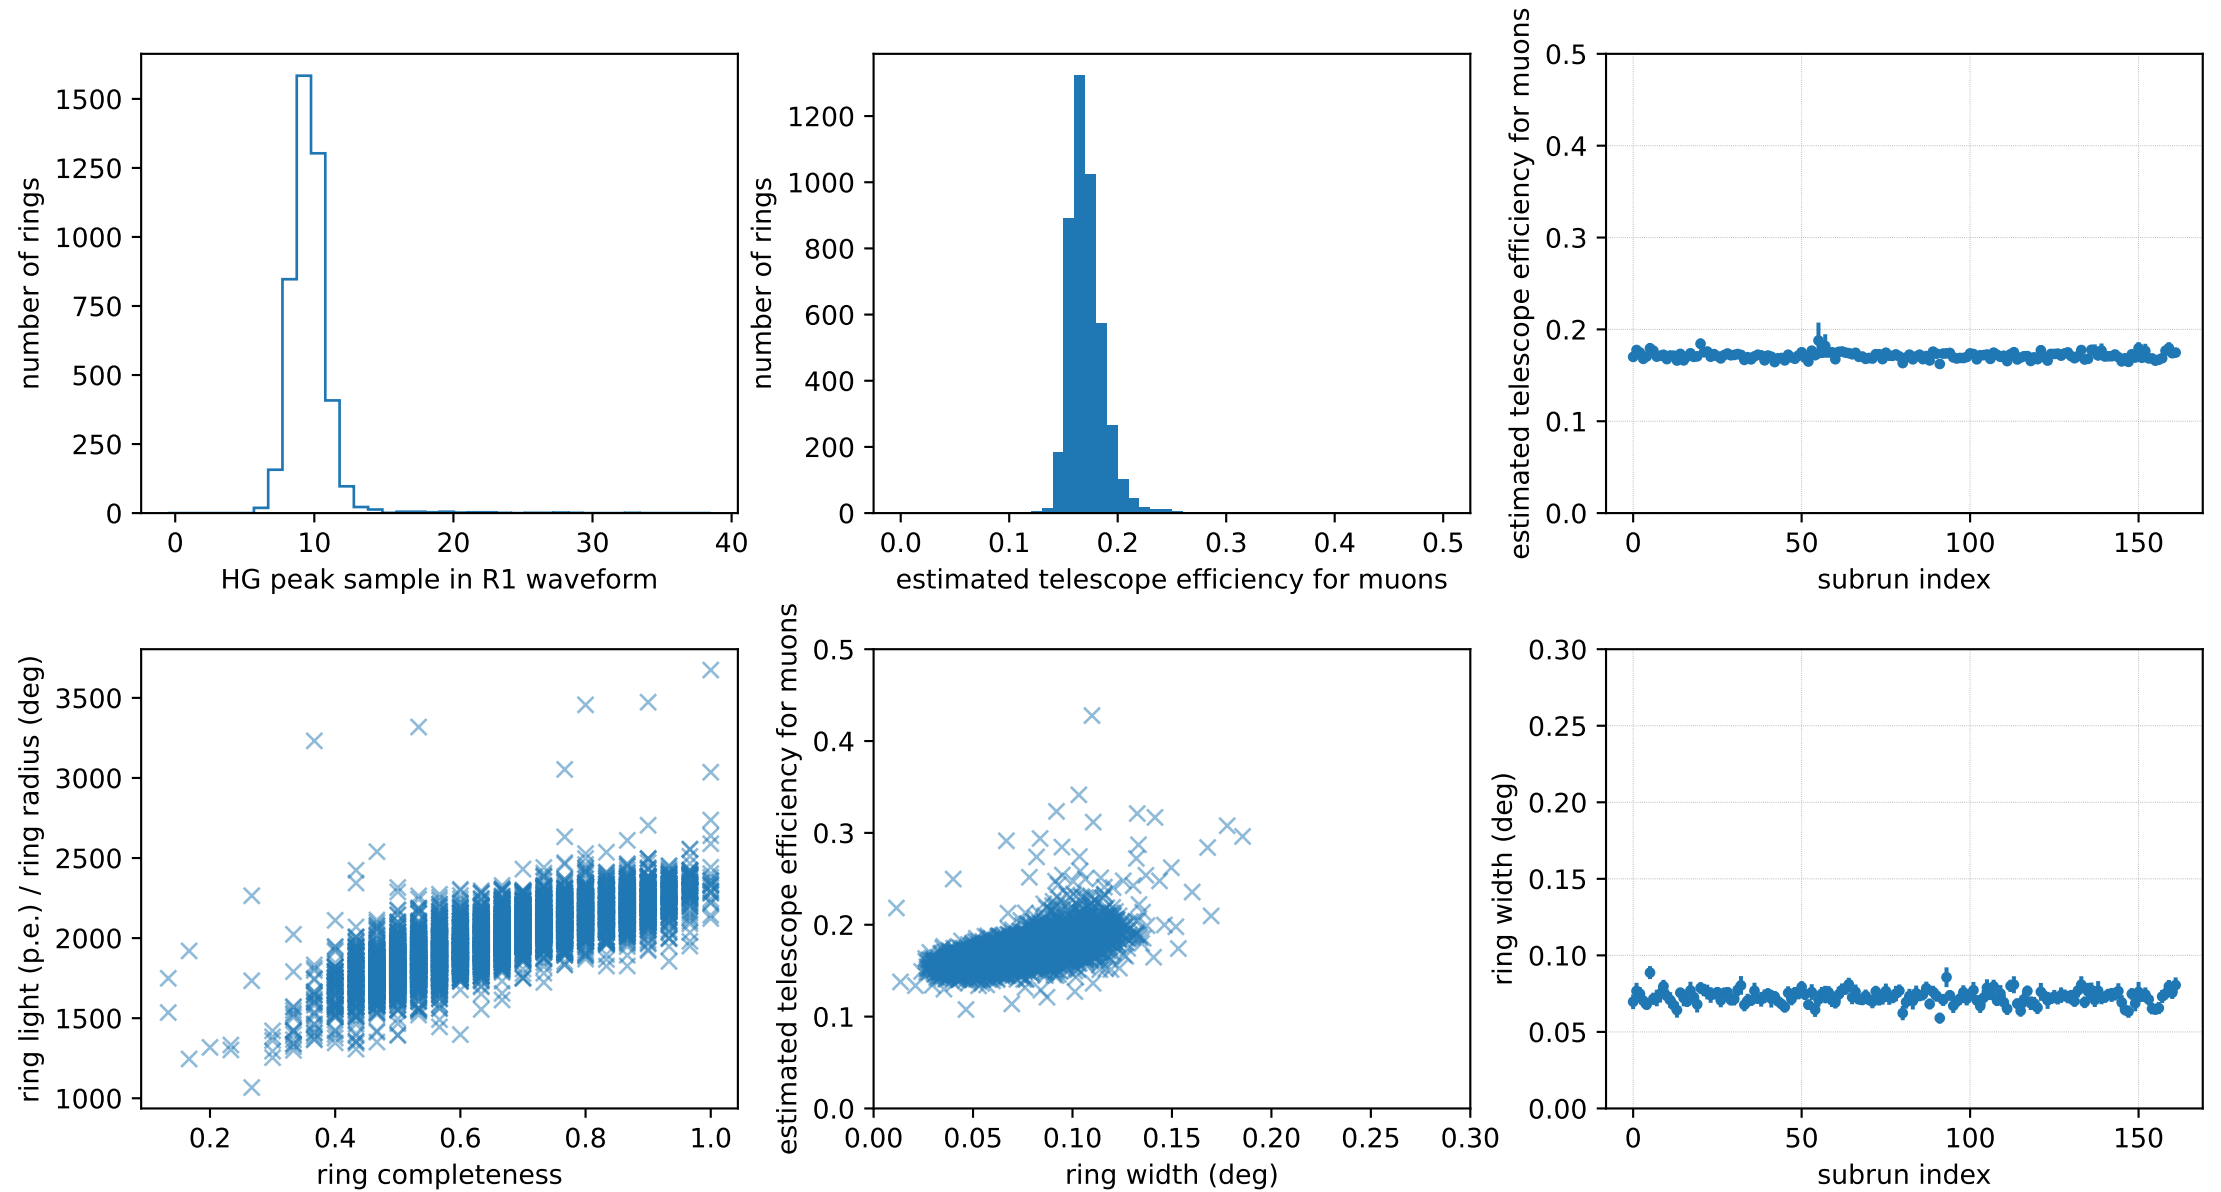 1500
1250
1000
750
500
250
0
number of rings
0 10 20 30 40
HG peak sample in R1 waveform
1200
1000
800
600
400
200
0
number of rings
0.0 0.1 0.2 0.3 0.4 0.5
estimated telescope efficiency for muons
0.5
0.4
0.3
0.2
0.1
0.0
estimated telescope efficiency for muons
0 50 100 150
subrun index
3500
3000
2500
2000
1500
1000
ring light (p.e.) / ring radius (deg)
0.2 0.4 0.6 0.8 1.0
ring completeness
0.5
0.4
0.3
0.2
0.1
0.0
estimated telescope efficiency for muons
0.00 0.05 0.10 0.15 0.20 0.25 0.30
ring width (deg)
0.30
0.25
0.20
0.15
0.10
0.05
0.00
ring width (deg)
0 50 100 150
subrun index